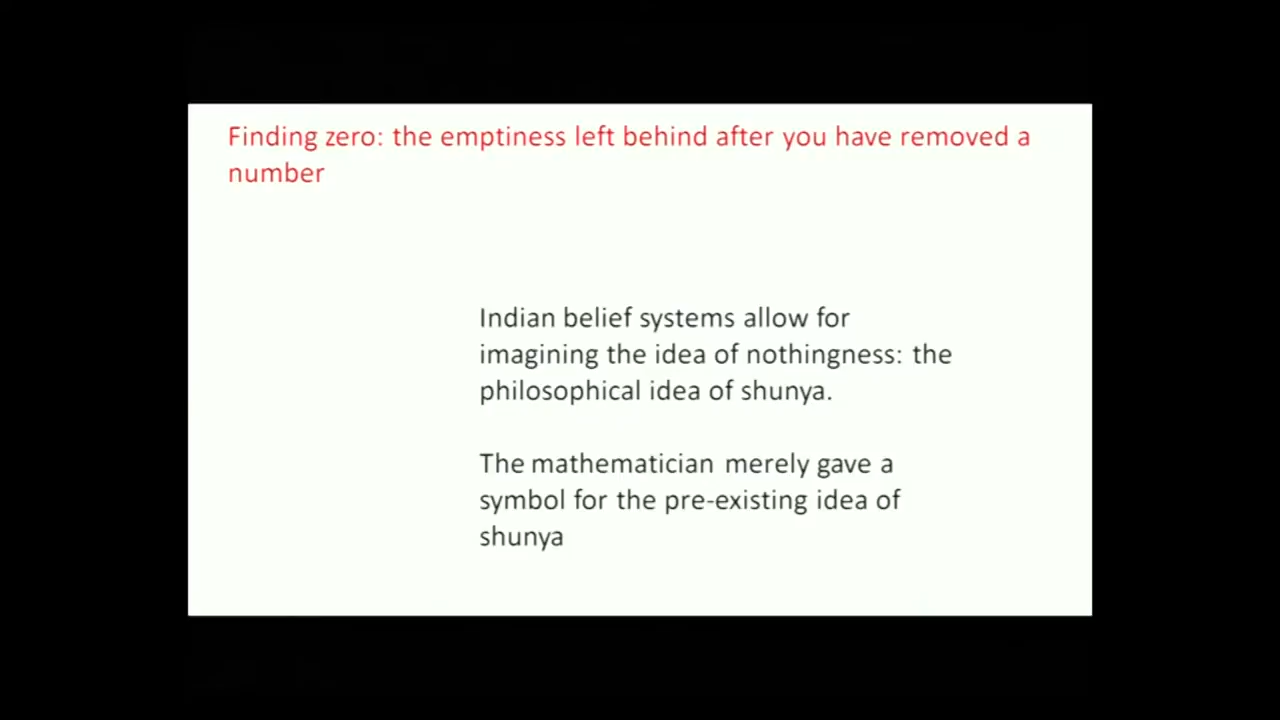 Finding zero: the emptiness left behind after you have removed a
number
Indian belief systems allow for
imagining the idea of nothingness: the
philosophical idea of shunya.
The mathematician merely gave a
symbol for the pre-existing idea of
shunya